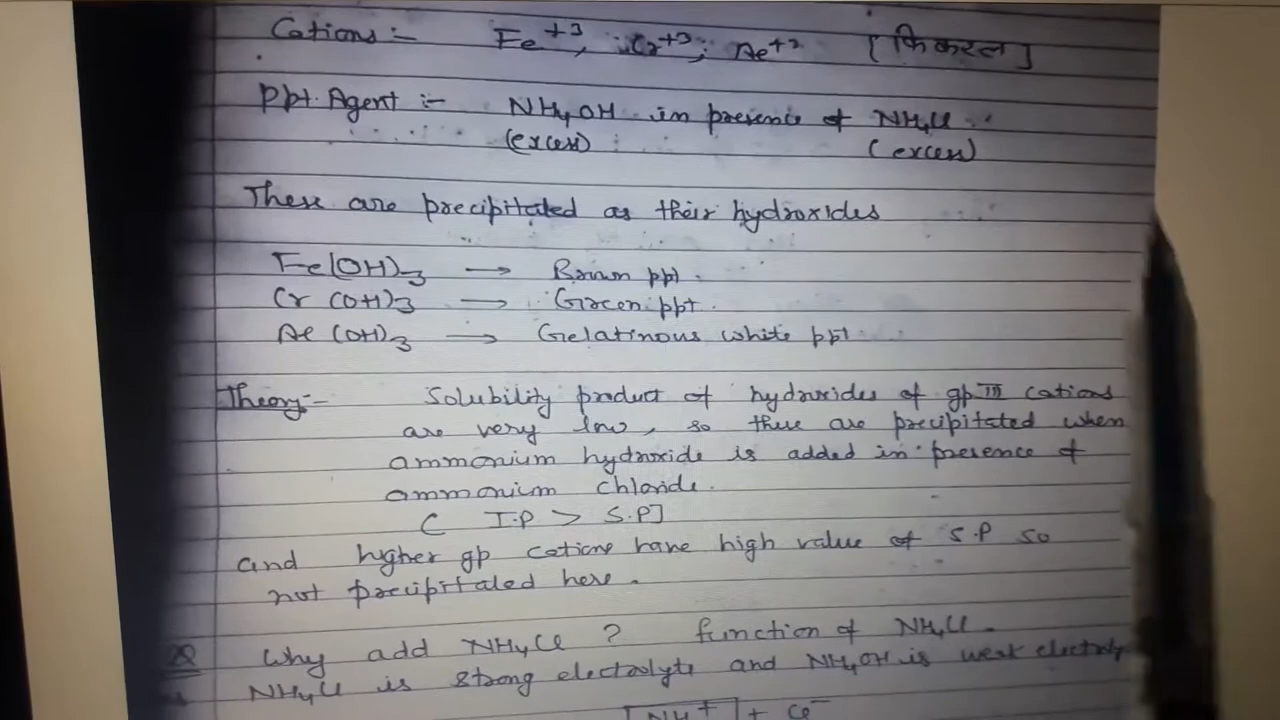 Cations :- Fe+3, Cr+3, Al+3 [फिकरल]
ppt. Agent :- NH4OH in presence of NH4Cl
(excess) (excess)
These are precipitated as their hydroxides
Fe(OH)3 → Brown ppt.
Cr(OH)3 → Green ppt.
Al(OH)3 → Gelatinous white ppt.
Theory:- Solubility product of hydroxides of gp III cations
are very low, so these are precipitated when
ammonium hydroxide is added in presence of
ammonium chloride.
( I.P > S.P]
and higher gp cations have high value of S.P so
not precipitated here.
Q Why add NH4Cl ? function of NH4Cl.
NH4Cl is strong electrolyte and NH4OH is weak electroly
NH4+ + Cl-